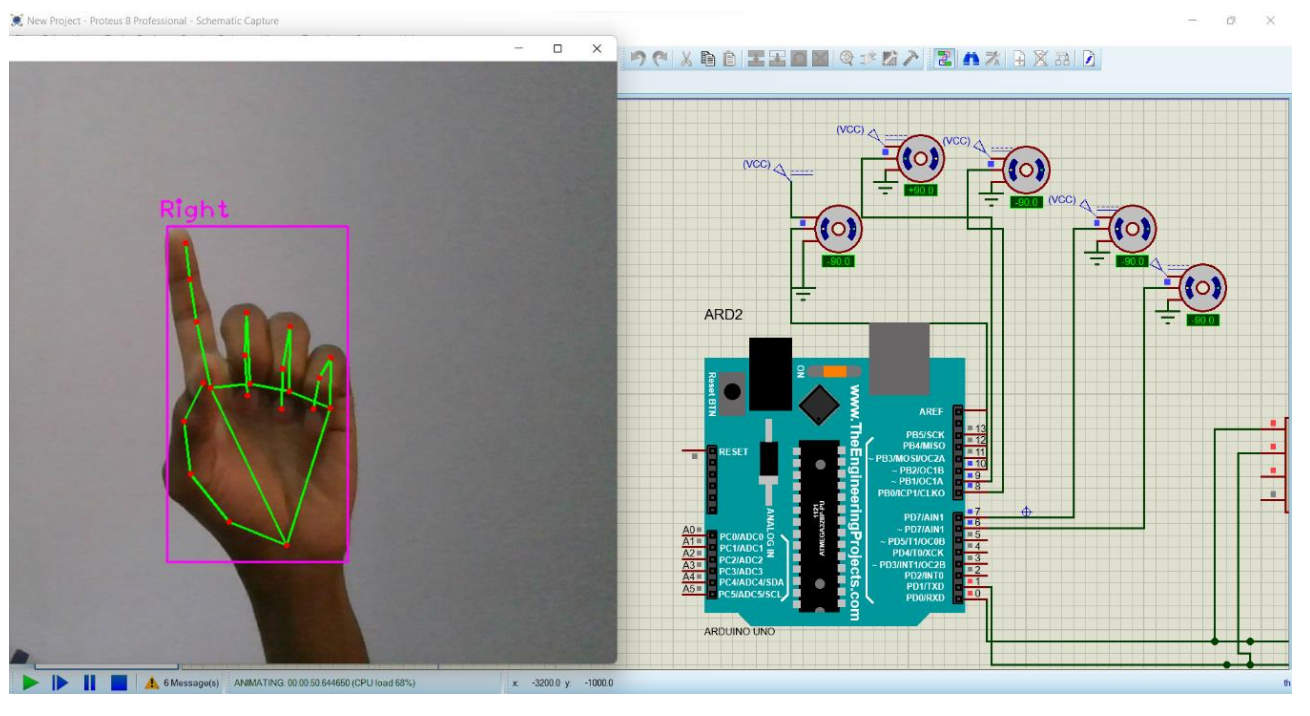 New Project - Proteus 8 Professional - Schematic Capture
Right
(VCC)
(VCC)
(VCC)
(VCC)
+90.0
-90.0
-90.0
-90.0
-90.0
ARD2
Reset BTN
ON
www.TheEngineeringProjects.com
ANALOG IN
1121
ATMEGA328P-PU
RESET
AREF
PB5/SCK 13
PB4/MISO 12
~ PB3/MOSI/OC2A 11
~ PB2/OC1B 10
~ PB1/OC1A 9
PB0/ICP1/CLKO 8
PD7/AIN1 7
~ PD7/AIN1 6
~ PD5/T1/OC0B 5
PD4/T0/XCK 4
~ PD3/INT1/OC2B 3
PD2/INT0 2
PD1/TXD 1
PD0/RXD 0
A0 PC0/ADC0
A1 PC1/ADC1
A2 PC2/ADC2
A3 PC3/ADC3
A4 PC4/ADC4/SDA
A5 PC5/ADC5/SCL
ARDUINO UNO
6 Message(s)
ANIMATING: 00:00:50.644650 (CPU load 68%)
x: -3200.0 y: -1000.0
th